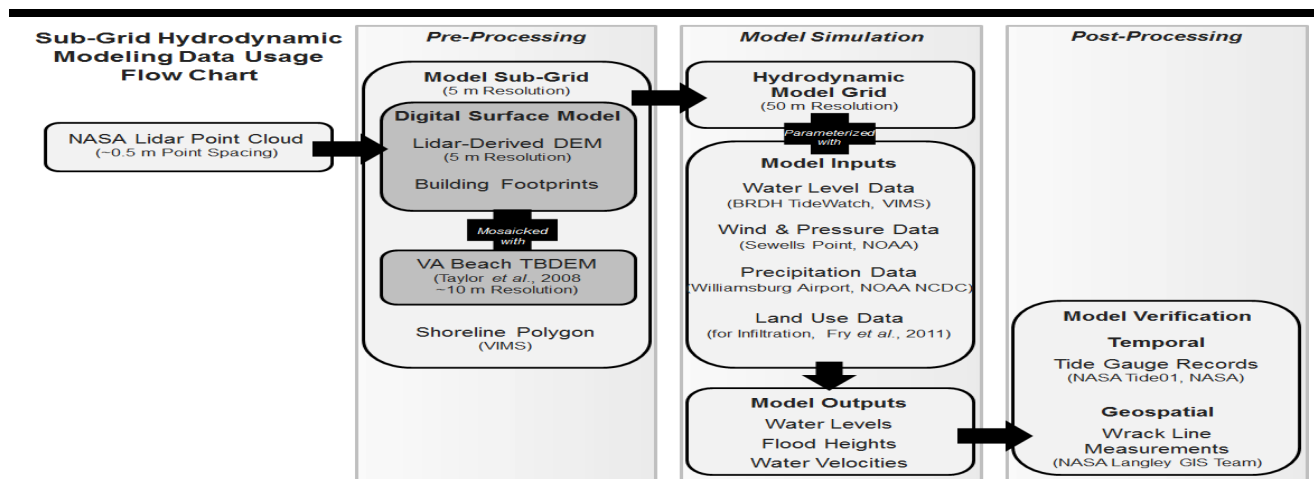 Sub-Grid Hydrodynamic
Modeling Data Usage
Flow Chart
NASA Lidar Point Cloud
(~0.5 m Point Spacing)
Pre-Processing
Model Sub-Grid
(5 m Resolution)
Digital Surface Model
Lidar-Derived DEM
(5 m Resolution)
Building Footprints
Mosaicked
with
VA Beach TBDEM
(Taylor et al., 2008
~10 m Resolution)
Shoreline Polygon
(VIMS)
Model Simulation
Hydrodynamic
Model Grid
(50 m Resolution)
Parameterized
with
Model Inputs
Water Level Data
(BRDH TideWatch, VIMS)
Wind & Pressure Data
(Sewells Point, NOAA)
Precipitation Data
(Williamsburg Airport, NOAA NCDC)
Land Use Data
(for Infiltration, Fry et al., 2011)
Model Outputs
Water Levels
Flood Heights
Water Velocities
Post-Processing
Model Verification
Temporal
Tide Gauge Records
(NASA Tide01, NASA)
Geospatial
Wrack Line
Measurements
(NASA Langley GIS Team)